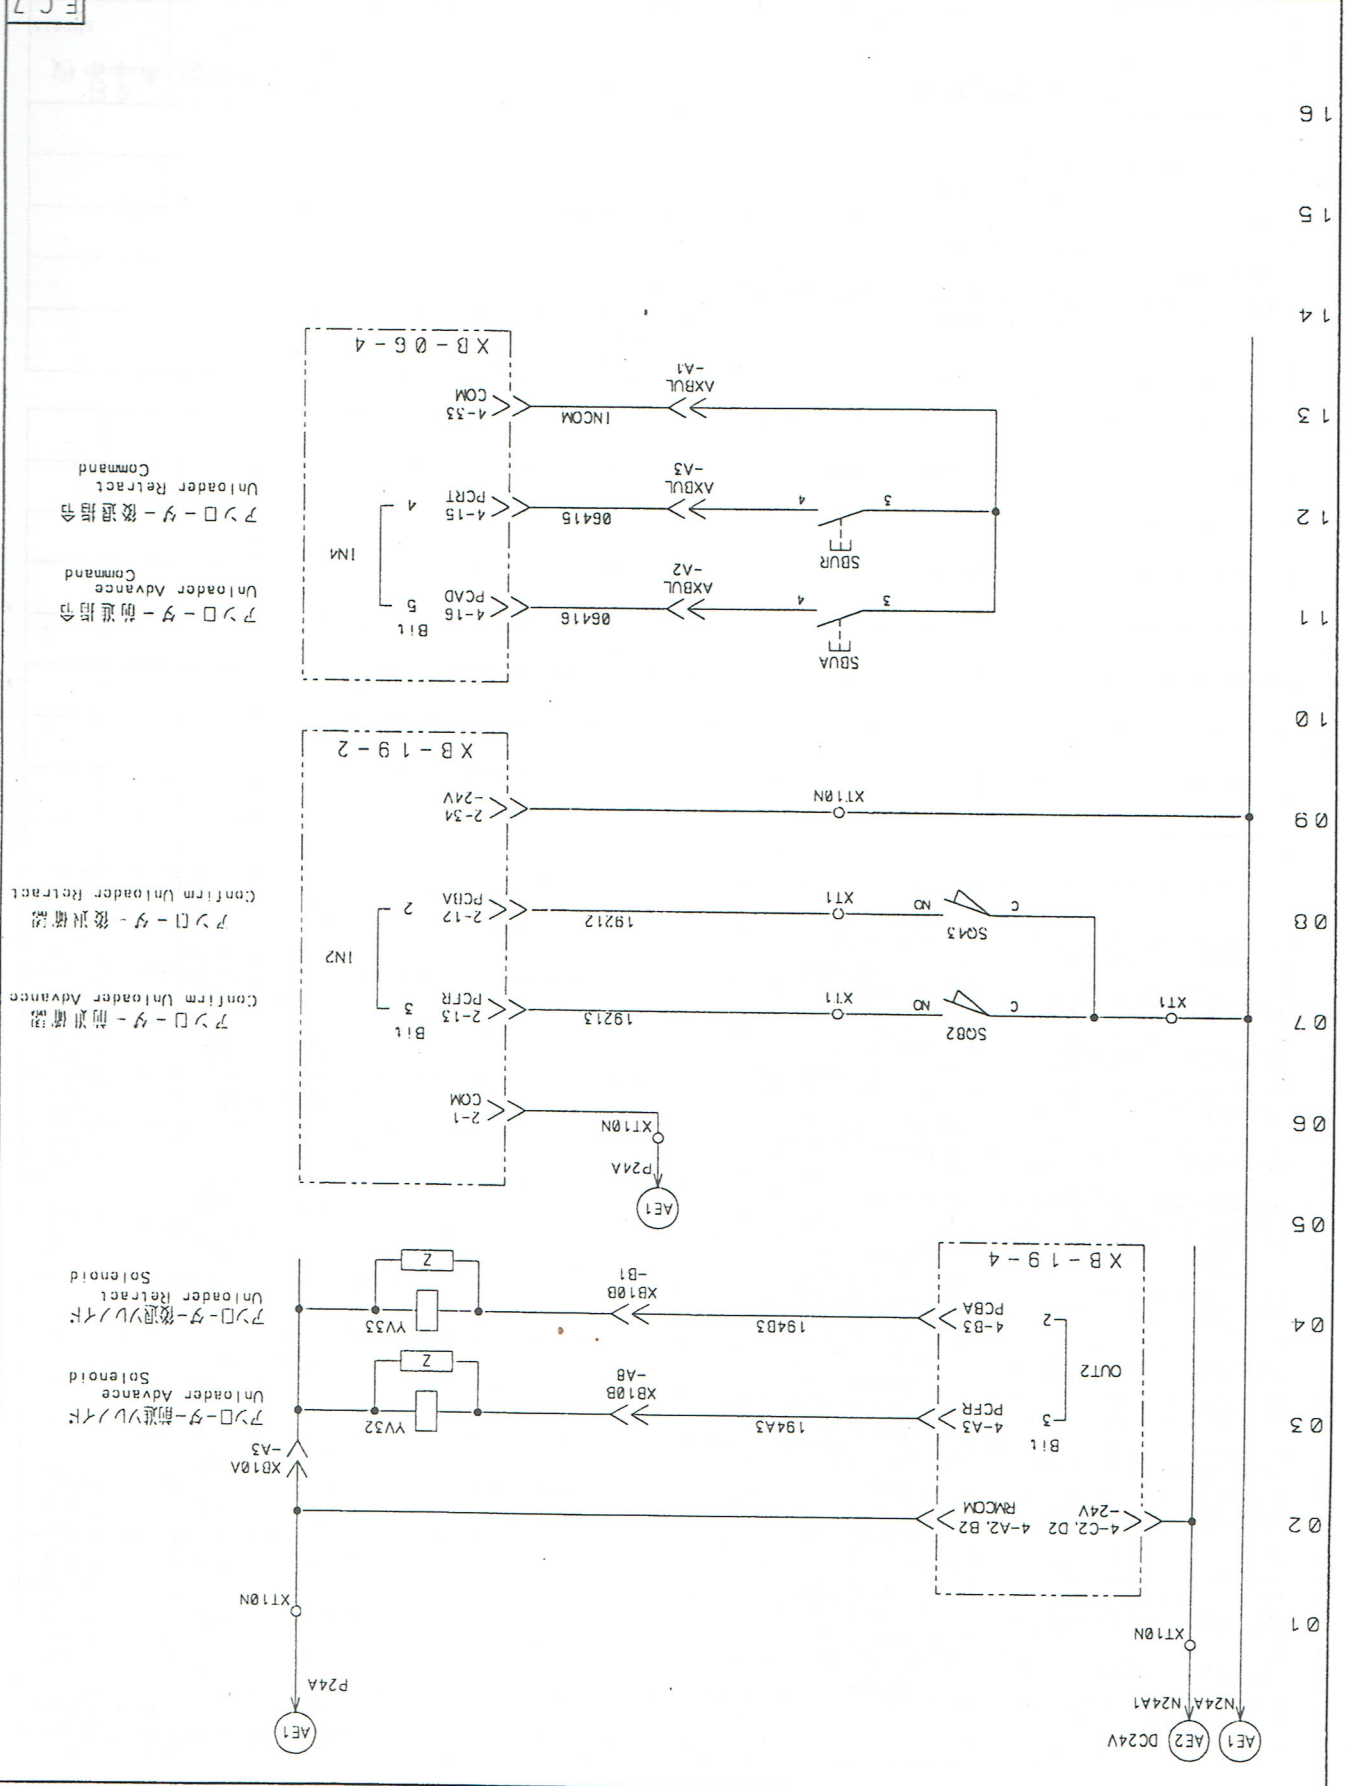 AE1
AE2
DC24V
AE1
N24A
N24A1
P24A
XT10N
XT10N
01
02
4-C2, D2
-24V
4-A2, B2
RMCOM
XB10A
-A3
03
Bit
3
4-A3
PCFR
194A3
XB10B
-A8
YV32
Z
アンローダー前進ソレノイド
Unloader Advance
Solenoid
OUT2
04
2
4-B3
PCBA
194B3
XB10B
-B1
YV33
Z
アンローダー後退ソレノイド
Unloader Retract
Solenoid
XB-19-4
05
AE1
P24A
06
XT10N
2-1
COM
07
XT1
C
SQ82
NO
XT1
19213
2-13
PCFR
Bit
3
アンローダー前進確認
Confirm Unloader Advance
IN2
08
C
SQ43
NO
XT1
19212
2-12
PCBA
2
アンローダー後退確認
Confirm Unloader Retract
09
XT10N
2-34
-24V
XB-19-2
10
11
SBUA
3
4
AXBUL
-A2
06416
4-16
PCAD
Bit
5
アンローダー前進指令
Unloader Advance
Command
IN4
12
SBUR
3
4
AXBUL
-A3
06415
4-15
PCRT
4
アンローダー後退指令
Unloader Retract
Command
13
AXBUL
-A1
INCOM
4-33
COM
XB-06-4
14
15
16